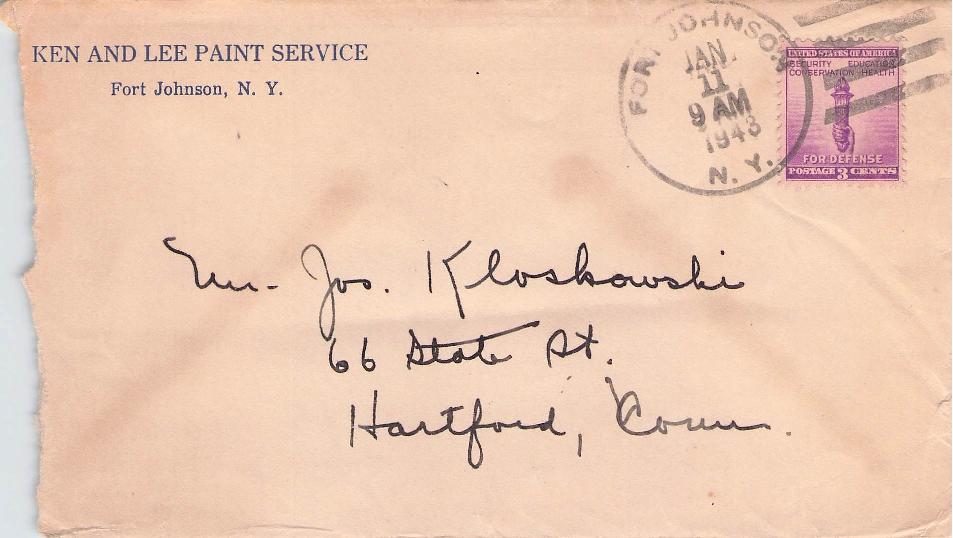 KEN AND LEE PAINT SERVICE
Fort Johnson, N. Y.
FORT JOHNSON
JAN.
11
9 AM
1943
N. Y.
UNITED STATES OF AMERICA
SECURITY EDUCATION
CONSERVATION HEALTH
FOR DEFENSE
POSTAGE 3 CENTS
Mr. Jos. Kloskowski
66 State St.
Hartford, Conn.